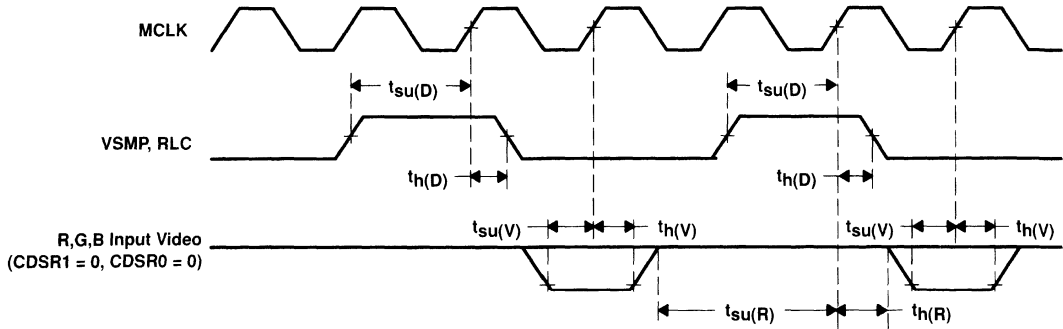 MCLK
tsu(D)
tsu(D)
VSMP, RLC
th(D)
th(D)
tsu(V)
th(V)
tsu(V)
th(V)
R,G,B Input Video
(CDSR1 = 0, CDSR0 = 0)
tsu(R)
th(R)